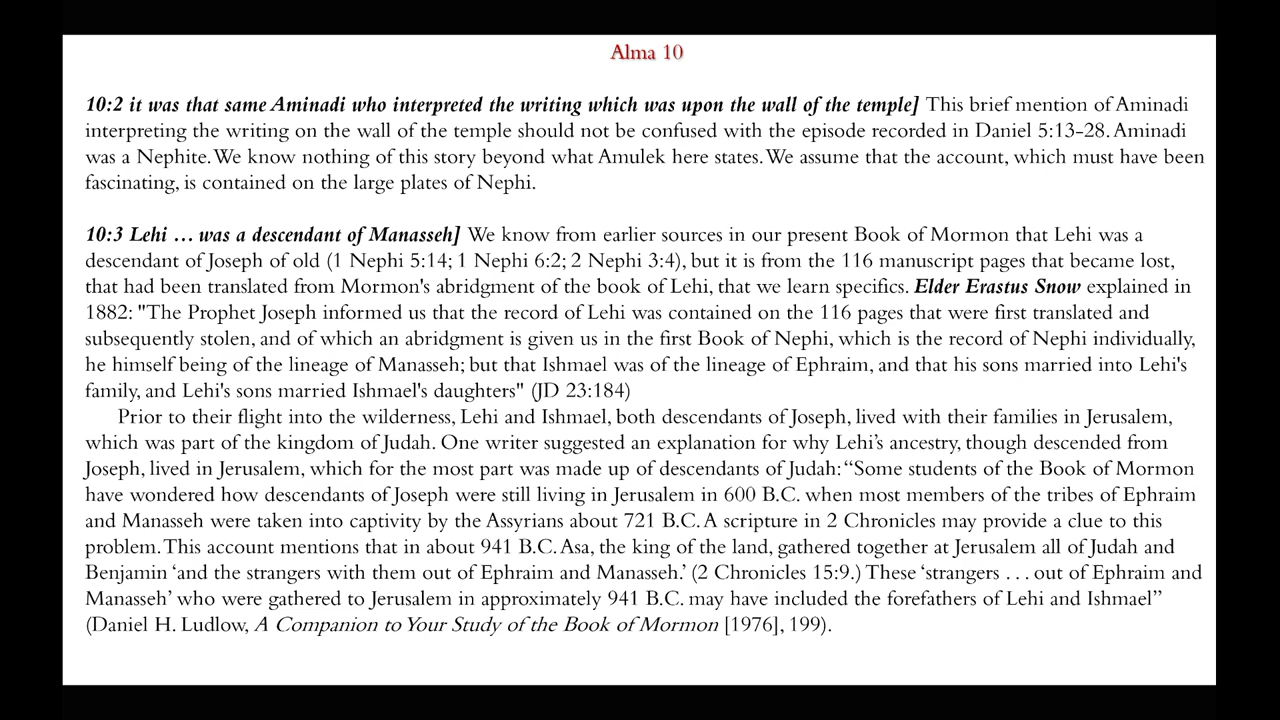 Alma 10
10:2 it was that same Aminadi who interpreted the writing which was upon the wall of the temple] This brief mention of Aminadi
interpreting the writing on the wall of the temple should not be confused with the episode recorded in Daniel 5:13-28. Aminadi
was a Nephite. We know nothing of this story beyond what Amulek here states. We assume that the account, which must have been
fascinating, is contained on the large plates of Nephi.
10:3 Lehi … was a descendant of Manasseh] We know from earlier sources in our present Book of Mormon that Lehi was a
descendant of Joseph of old (1 Nephi 5:14; 1 Nephi 6:2; 2 Nephi 3:4), but it is from the 116 manuscript pages that became lost,
that had been translated from Mormon's abridgment of the book of Lehi, that we learn specifics. Elder Erastus Snow explained in
1882: "The Prophet Joseph informed us that the record of Lehi was contained on the 116 pages that were first translated and
subsequently stolen, and of which an abridgment is given us in the first Book of Nephi, which is the record of Nephi individually,
he himself being of the lineage of Manasseh; but that Ishmael was of the lineage of Ephraim, and that his sons married into Lehi's
family, and Lehi's sons married Ishmael's daughters" (JD 23:184)
Prior to their flight into the wilderness, Lehi and Ishmael, both descendants of Joseph, lived with their families in Jerusalem,
which was part of the kingdom of Judah. One writer suggested an explanation for why Lehi’s ancestry, though descended from
Joseph, lived in Jerusalem, which for the most part was made up of descendants of Judah: “Some students of the Book of Mormon
have wondered how descendants of Joseph were still living in Jerusalem in 600 B.C. when most members of the tribes of Ephraim
and Manasseh were taken into captivity by the Assyrians about 721 B.C. A scripture in 2 Chronicles may provide a clue to this
problem. This account mentions that in about 941 B.C. Asa, the king of the land, gathered together at Jerusalem all of Judah and
Benjamin ‘and the strangers with them out of Ephraim and Manasseh.’ (2 Chronicles 15:9.) These ‘strangers . . . out of Ephraim and
Manasseh’ who were gathered to Jerusalem in approximately 941 B.C. may have included the forefathers of Lehi and Ishmael”
(Daniel H. Ludlow, A Companion to Your Study of the Book of Mormon [1976], 199).